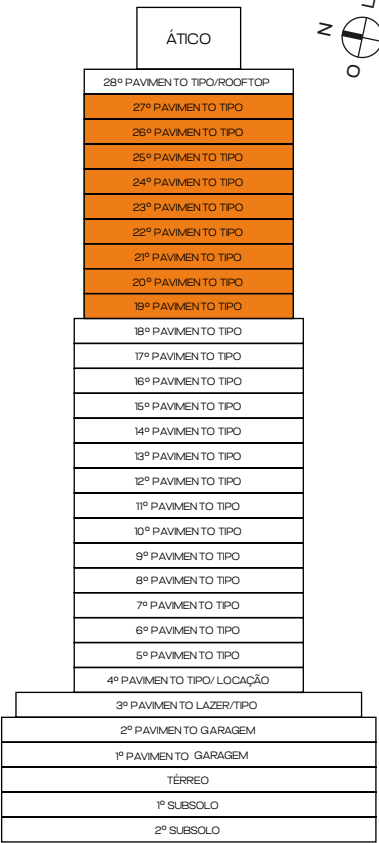 ÁTICO
N
L
O
28º PAVIMENTO TIPO/ROOFTOP
27º PAVIMENTO TIPO
26º PAVIMENTO TIPO
25º PAVIMENTO TIPO
24º PAVIMENTO TIPO
23º PAVIMENTO TIPO
22º PAVIMENTO TIPO
21º PAVIMENTO TIPO
20º PAVIMENTO TIPO
19º PAVIMENTO TIPO
18º PAVIMENTO TIPO
17º PAVIMENTO TIPO
16º PAVIMENTO TIPO
15º PAVIMENTO TIPO
14º PAVIMENTO TIPO
13º PAVIMENTO TIPO
12º PAVIMENTO TIPO
11º PAVIMENTO TIPO
10º PAVIMENTO TIPO
9º PAVIMENTO TIPO
8º PAVIMENTO TIPO
7º PAVIMENTO TIPO
6º PAVIMENTO TIPO
5º PAVIMENTO TIPO
4º PAVIMENTO TIPO/ LOCAÇÃO
3º PAVIMENTO LAZER/TIPO
2º PAVIMENTO GARAGEM
1º PAVIMENTO GARAGEM
TÉRREO
1º SUBSOLO
2º SUBSOLO